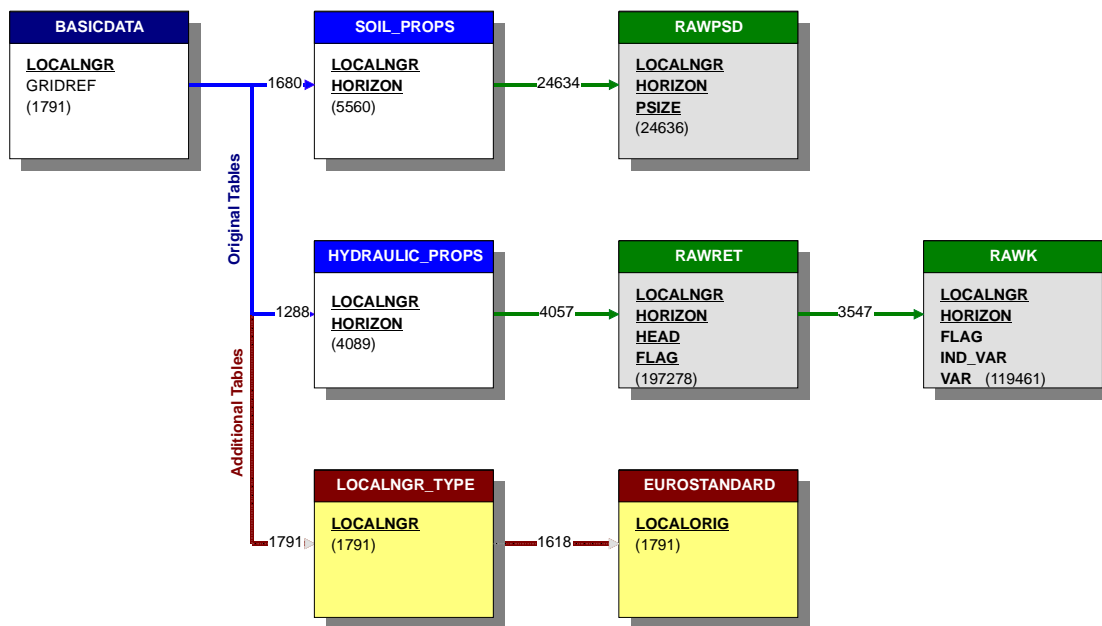 BASICDATA
LOCALNGR
GRIDREF
(1791)
1680
SOIL_PROPS
LOCALNGR
HORIZON
(5560)
24634
RAWPSD
LOCALNGR
HORIZON
PSIZE
(24636)
Original Tables
Additional Tables
1288
HYDRAULIC_PROPS
LOCALNGR
HORIZON
(4089)
4057
RAWRET
LOCALNGR
HORIZON
HEAD
FLAG
(197278)
3547
RAWK
LOCALNGR
HORIZON
FLAG
IND_VAR
VAR (119461)
1791
LOCALNGR_TYPE
LOCALNGR
(1791)
1618
EUROSTANDARD
LOCALORIG
(1791)